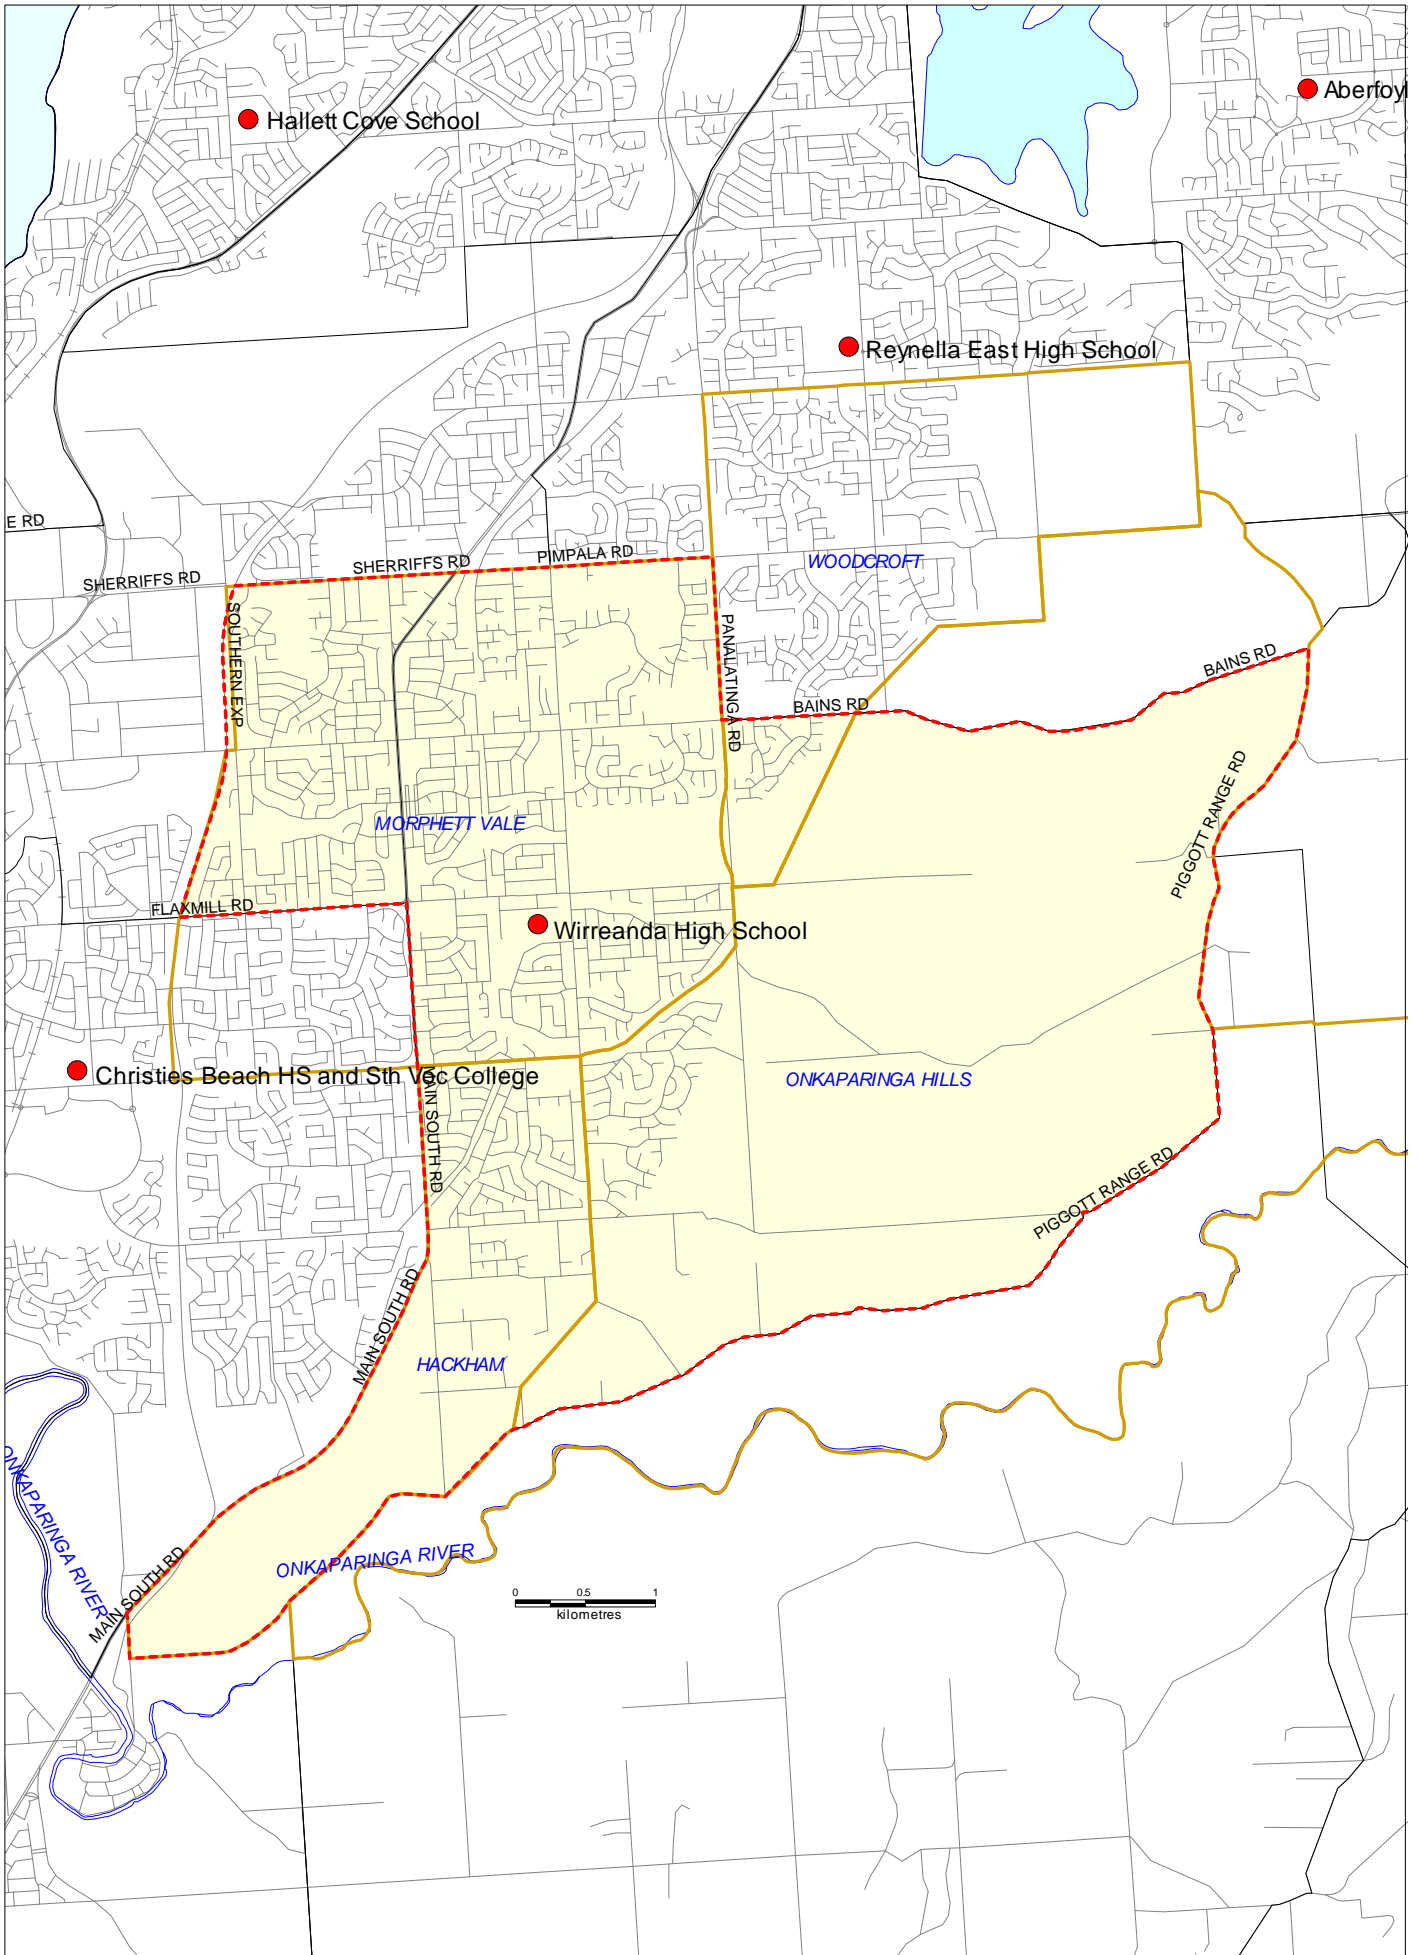 Hallett Cove School
Aberfoyl
Reynella East High School
E RD
SHERRIFFS RD
SHERRIFFS RD
PIMPALA RD
WOODCROFT
SOUTHERN EXP
PANALATINGA RD
BAINS RD
BAINS RD
PIGGOTT RANGE RD
MORPHETT VALE
FLAXMILL RD
Wirreanda High School
Christies Beach HS and Sth Voc College
MAIN SOUTH RD
ONKAPARINGA HILLS
PIGGOTT RANGE RD
MAIN SOUTH RD
HACKHAM
ONKAPARINGA RIVER
ONKAPARINGA RIVER
MAIN SOUTH RD
0 0.5 1
kilometres